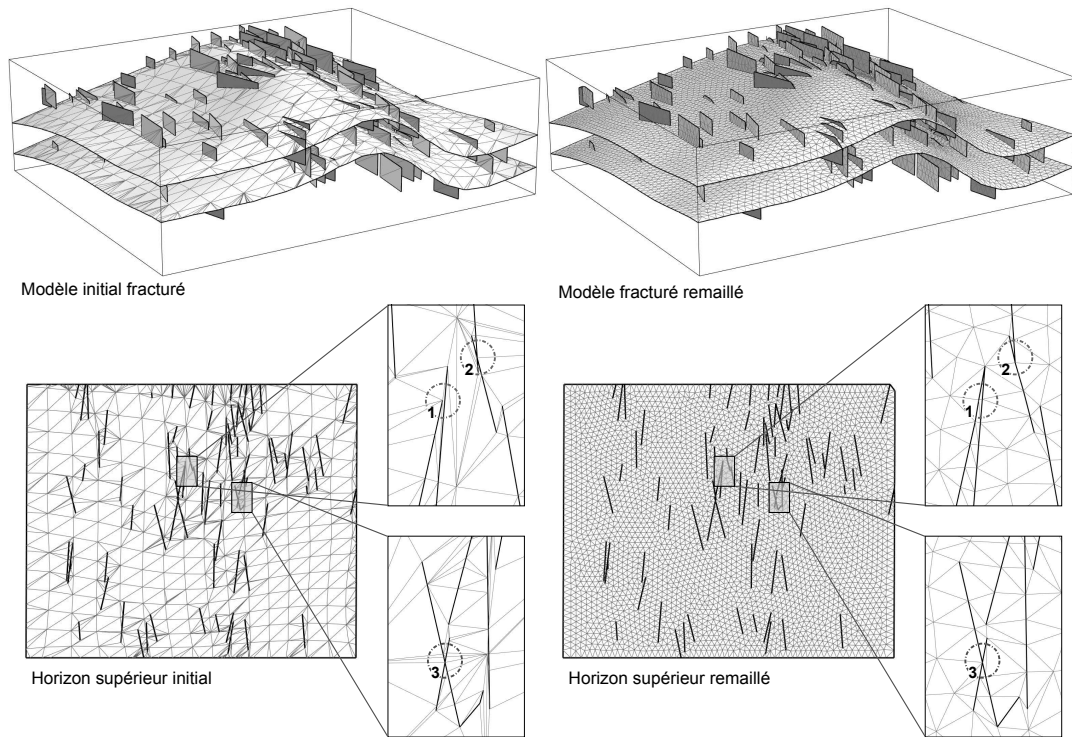 Modèle initial fracturé
Modèle fracturé remaillé
2
1
2
1
3
3
Horizon supérieur initial
Horizon supérieur remaillé